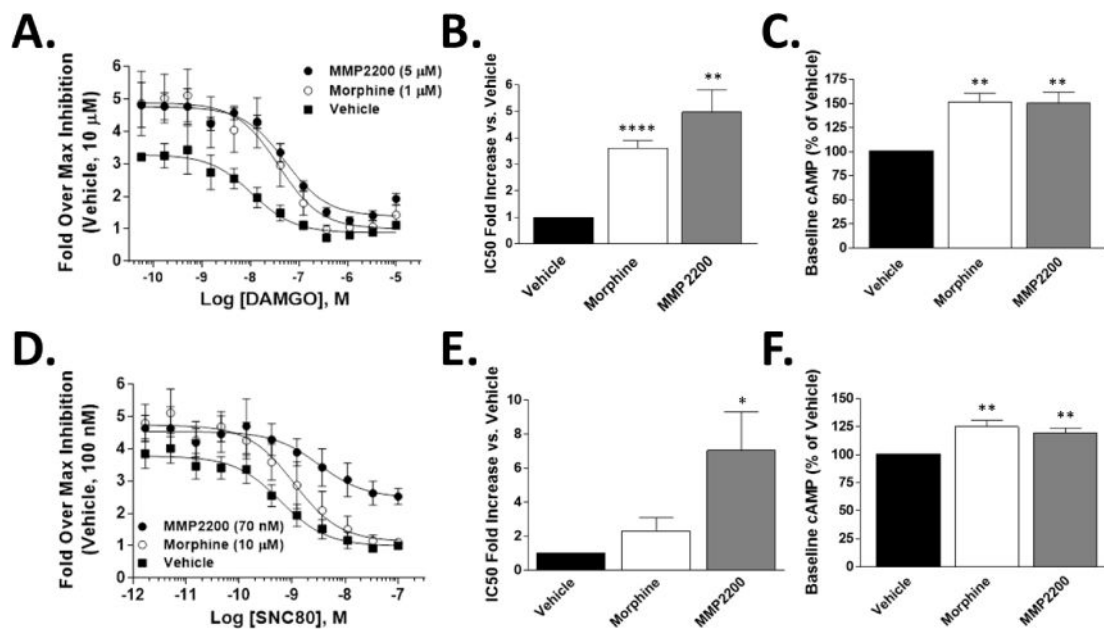 A.
Fold Over Max Inhibition
(Vehicle, 10 μM)
6
5
4
3
2
1
0
MMP2200 (5 μM)
Morphine (1 μM)
Vehicle
-10 -9 -8 -7 -6 -5
Log [DAMGO], M
B.
IC50 Fold Increase vs. Vehicle
6
5
4
3
2
1
0
****
**
Vehicle
Morphine
MMP2200
C.
Baseline cAMP (% of Vehicle)
175
150
125
100
75
50
25
0
**
**
Vehicle
Morphine
MMP2200
D.
Fold Over Max Inhibition
(Vehicle, 100 nM)
6
5
4
3
2
1
0
MMP2200 (70 nM)
Morphine (10 μM)
Vehicle
-12 -11 -10 -9 -8 -7
Log [SNC80], M
E.
IC50 Fold Increase vs. Vehicle
10
8
6
4
2
0
*
Vehicle
Morphine
MMP2200
F.
Baseline cAMP (% of Vehicle)
175
150
125
100
75
50
25
0
**
**
Vehicle
Morphine
MMP2200